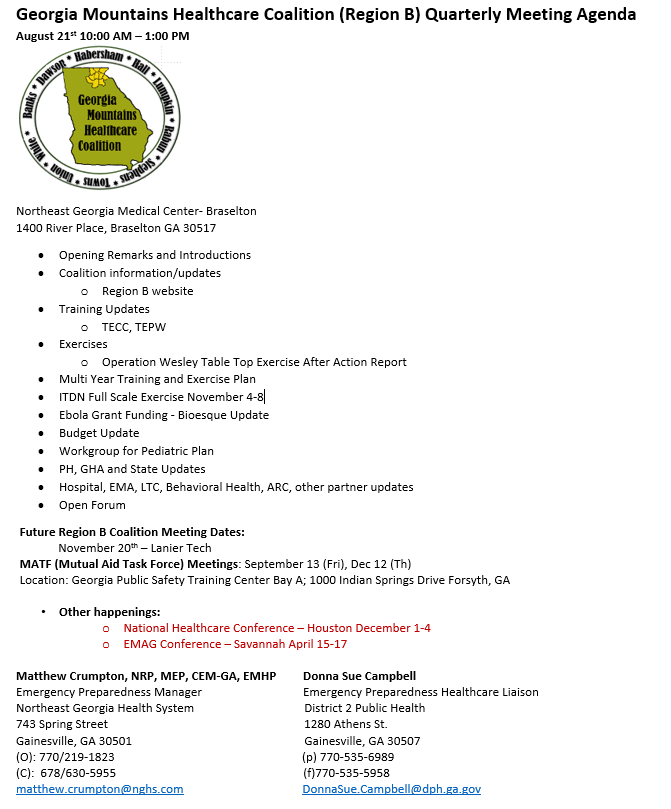 Georgia Mountains Healthcare Coalition (Region B) Quarterly Meeting Agenda
August 21st 10:00 AM – 1:00 PM
Banks * Dawson * Habersham * Hall * Lumpkin * Rabun * Stephens * Towns * Union * White *
Georgia
Mountains
Healthcare
Coalition
Northeast Georgia Medical Center- Braselton
1400 River Place, Braselton GA 30517
• Opening Remarks and Introductions
• Coalition information/updates
o Region B website
• Training Updates
o TECC, TEPW
• Exercises
o Operation Wesley Table Top Exercise After Action Report
• Multi Year Training and Exercise Plan
• ITDN Full Scale Exercise November 4-8
• Ebola Grant Funding - Bioesque Update
• Budget Update
• Workgroup for Pediatric Plan
• PH, GHA and State Updates
• Hospital, EMA, LTC, Behavioral Health, ARC, other partner updates
• Open Forum
Future Region B Coalition Meeting Dates:
November 20th – Lanier Tech
MATF (Mutual Aid Task Force) Meetings: September 13 (Fri), Dec 12 (Th)
Location: Georgia Public Safety Training Center Bay A; 1000 Indian Springs Drive Forsyth, GA
• Other happenings:
o National Healthcare Conference – Houston December 1-4
o EMAG Conference – Savannah April 15-17
Matthew Crumpton, NRP, MEP, CEM-GA, EMHP
Emergency Preparedness Manager
Northeast Georgia Health System
743 Spring Street
Gainesville, GA 30501
(O): 770/219-1823
(C): 678/630-5955
matthew.crumpton@nghs.com
Donna Sue Campbell
Emergency Preparedness Healthcare Liaison
District 2 Public Health
1280 Athens St.
Gainesville, GA 30507
(p) 770-535-6989
(f)770-535-5958
DonnaSue.Campbell@dph.ga.gov